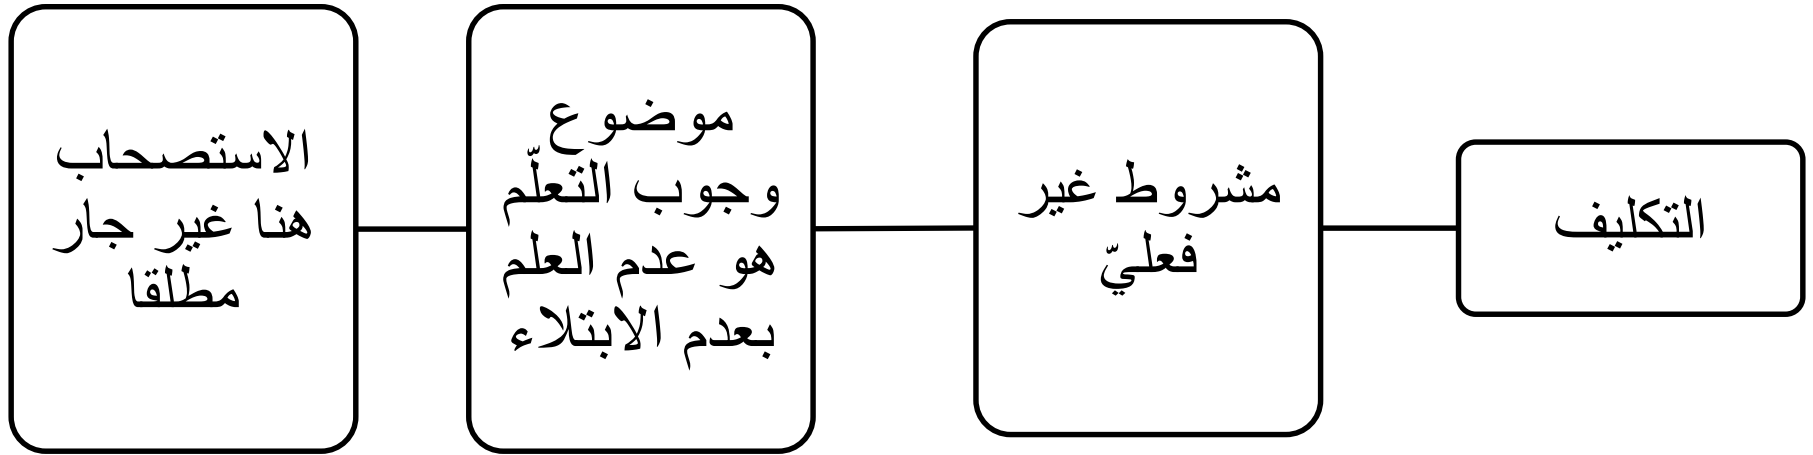 التكليف
مشروط غير
فعليّ
موضوع
وجوب التعلّم
هو عدم العلم
بعدم الابتلاء
الاستصحاب
هنا غير جار
مطلقا